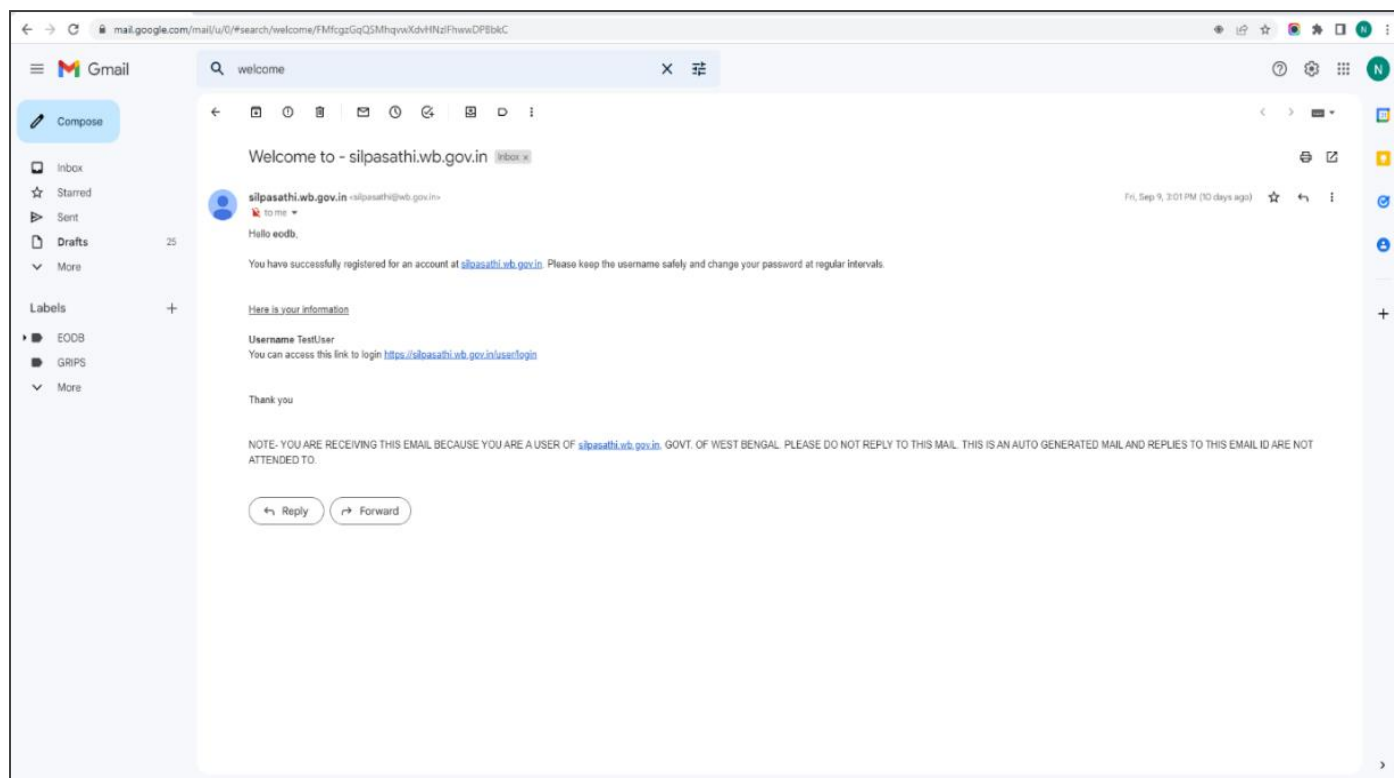 mail.google.com/mail/u/0/#search/welcome/FMfcgzGqQSMhqvwXdvHNzlFhwwDPBbkC
N
Gmail
welcome
N
Compose
Welcome to - silpasathi.wb.gov.in Inbox x
Inbox
Starred
Sent
Drafts 25
More
Labels
EODB
GRIPS
More
silpasathi.wb.gov.in <silpasathi@wb.gov.in>
Fri, Sep 9, 3:01 PM (10 days ago)
to me
Hello eodb,
You have successfully registered for an account at silpasathi.wb.gov.in. Please keep the username safely and change your password at regular intervals.
Here is your information
Username TestUser
You can access this link to login https://silpasathi.wb.gov.in/user/login
Thank you
NOTE- YOU ARE RECEIVING THIS EMAIL BECAUSE YOU ARE A USER OF silpasathi.wb.gov.in, GOVT. OF WEST BENGAL. PLEASE DO NOT REPLY TO THIS MAIL. THIS IS AN AUTO GENERATED MAIL AND REPLIES TO THIS EMAIL ID ARE NOT
ATTENDED TO.
Reply
Forward